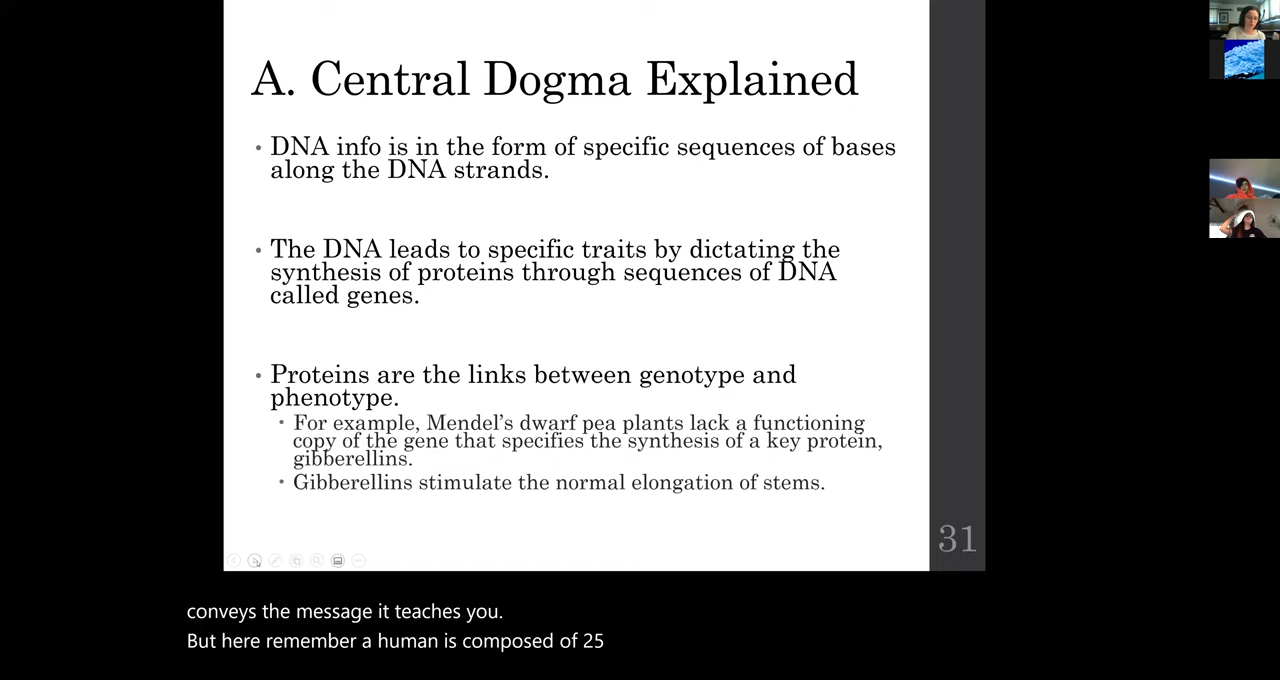 A. Central Dogma Explained
• DNA info is in the form of specific sequences of bases
along the DNA strands.
• The DNA leads to specific traits by dictating the
synthesis of proteins through sequences of DNA
called genes.
• Proteins are the links between genotype and
phenotype.
• For example, Mendel's dwarf pea plants lack a functioning
copy of the gene that specifies the synthesis of a key protein,
gibberellins.
• Gibberellins stimulate the normal elongation of stems.
31
conveys the message it teaches you.
But here remember a human is composed of 25